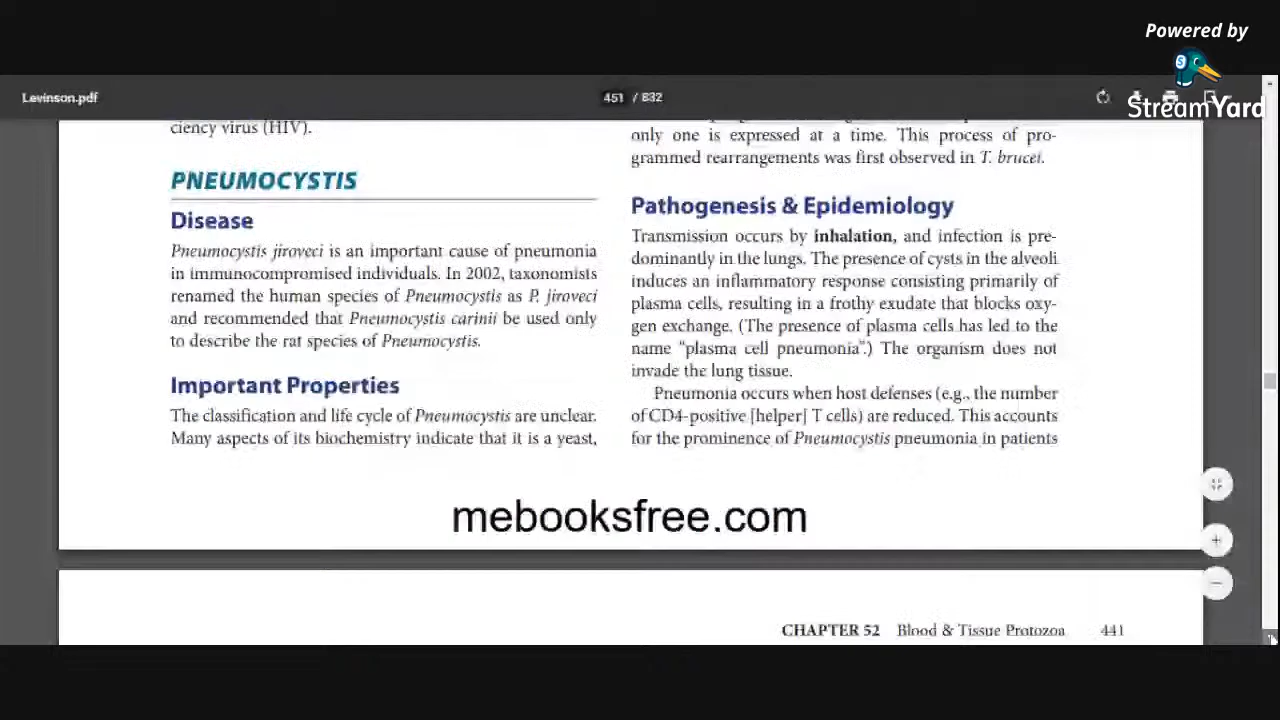 Powered by
StreamYard
Levinson.pdf
451 / 832
ciency virus (HIV).
PNEUMOCYSTIS
Disease
Pneumocystis jiroveci is an important cause of pneumonia
in immunocompromised individuals. In 2002, taxonomists
renamed the human species of Pneumocystis as P. jiroveci
and recommended that Pneumocystis carinii be used only
to describe the rat species of Pneumocystis.
Important Properties
The classification and life cycle of Pneumocystis are unclear.
Many aspects of its biochemistry indicate that it is a yeast,
only one is expressed at a time. This process of pro-
grammed rearrangements was first observed in T. brucei.
Pathogenesis & Epidemiology
Transmission occurs by inhalation, and infection is pre-
dominantly in the lungs. The presence of cysts in the alveoli
induces an inflammatory response consisting primarily of
plasma cells, resulting in a frothy exudate that blocks oxy-
gen exchange. (The presence of plasma cells has led to the
name "plasma cell pneumonia".) The organism does not
invade the lung tissue.
Pneumonia occurs when host defenses (e.g., the number
of CD4-positive [helper] T cells) are reduced. This accounts
for the prominence of Pneumocystis pneumonia in patients
mebooksfree.com
CHAPTER 52 Blood & Tissue Protozoa 441